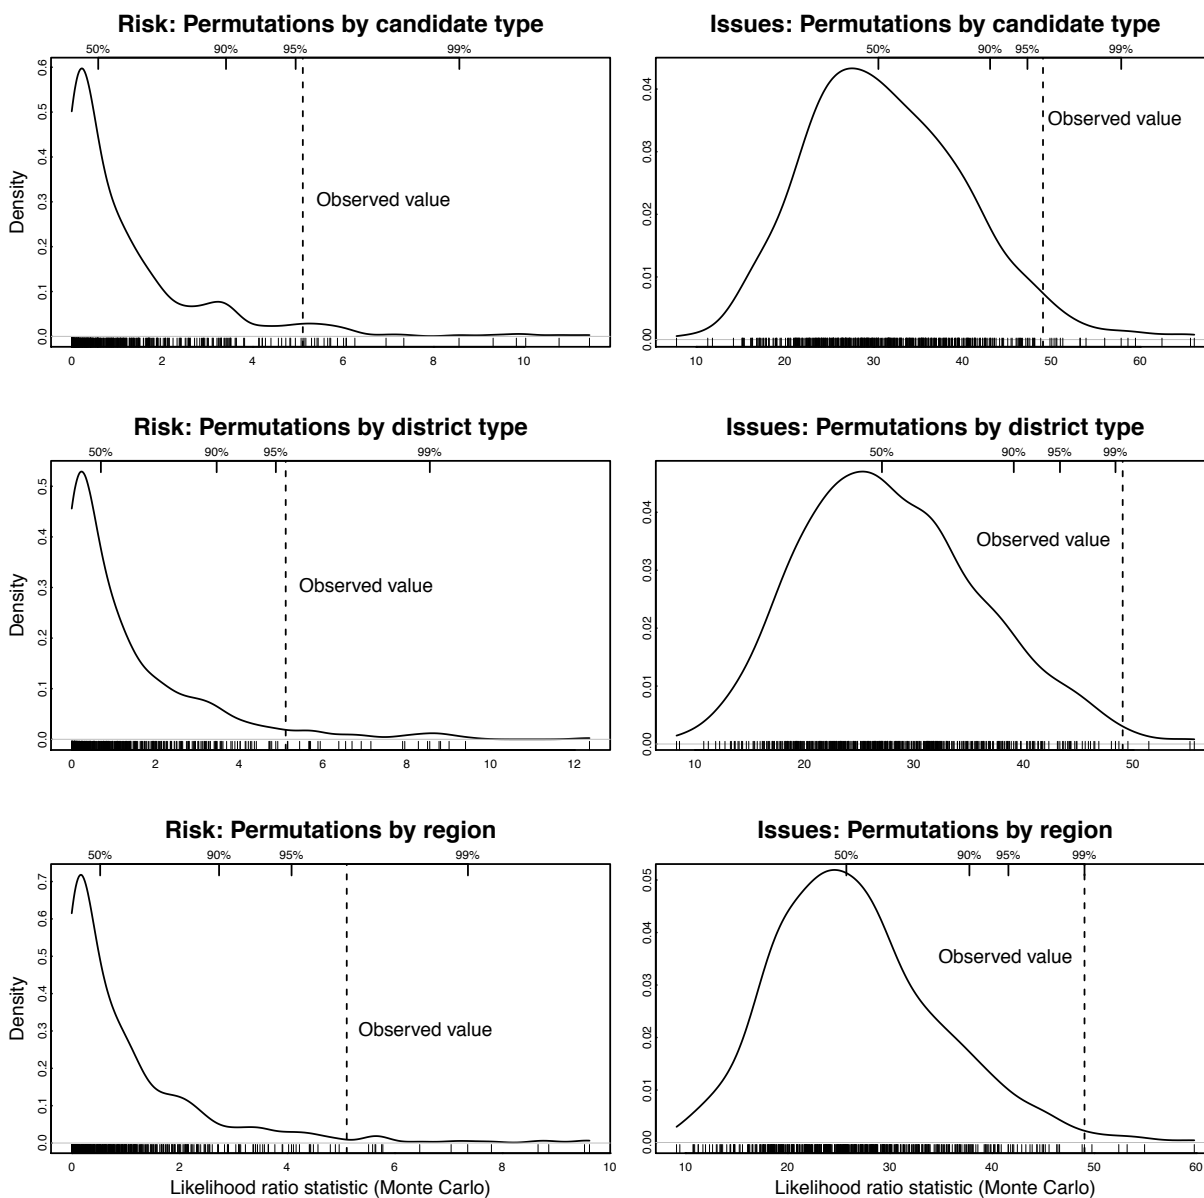 Risk: Permutations by candidate type
50% 90% 95% 99%
Density
0.0 0.1 0.2 0.3 0.4 0.5 0.6
Observed value
0 2 4 6 8 10
Issues: Permutations by candidate type
50% 90% 95% 99%
0.00 0.01 0.02 0.03 0.04
Observed value
10 20 30 40 50 60
Risk: Permutations by district type
50% 90% 95% 99%
Density
0.0 0.1 0.2 0.3 0.4 0.5
Observed value
0 2 4 6 8 10 12
Issues: Permutations by district type
50% 90% 95% 99%
0.00 0.01 0.02 0.03 0.04
Observed value
10 20 30 40 50
Risk: Permutations by region
50% 90% 95% 99%
Density
0.0 0.1 0.2 0.3 0.4 0.5 0.6 0.7
Observed value
0 2 4 6 8 10
Likelihood ratio statistic (Monte Carlo)
Issues: Permutations by region
50% 90% 95% 99%
0.00 0.01 0.02 0.03 0.04 0.05
Observed value
10 20 30 40 50 60
Likelihood ratio statistic (Monte Carlo)